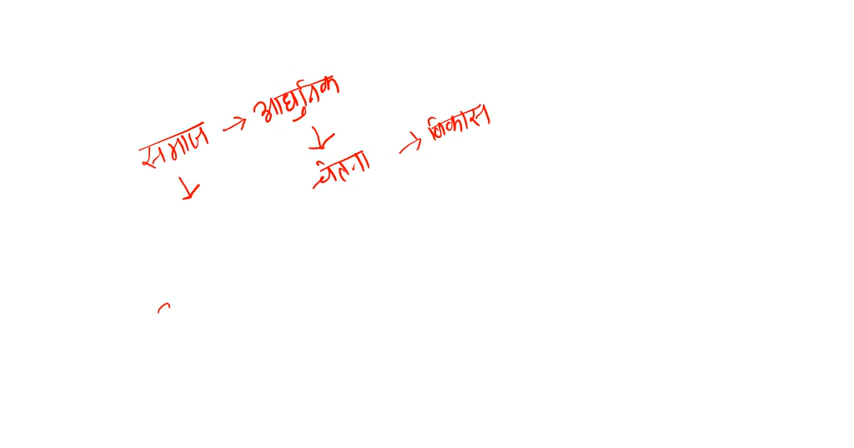 समाज → आधुनिक
↓ ↓
चेतना → विकास
↓